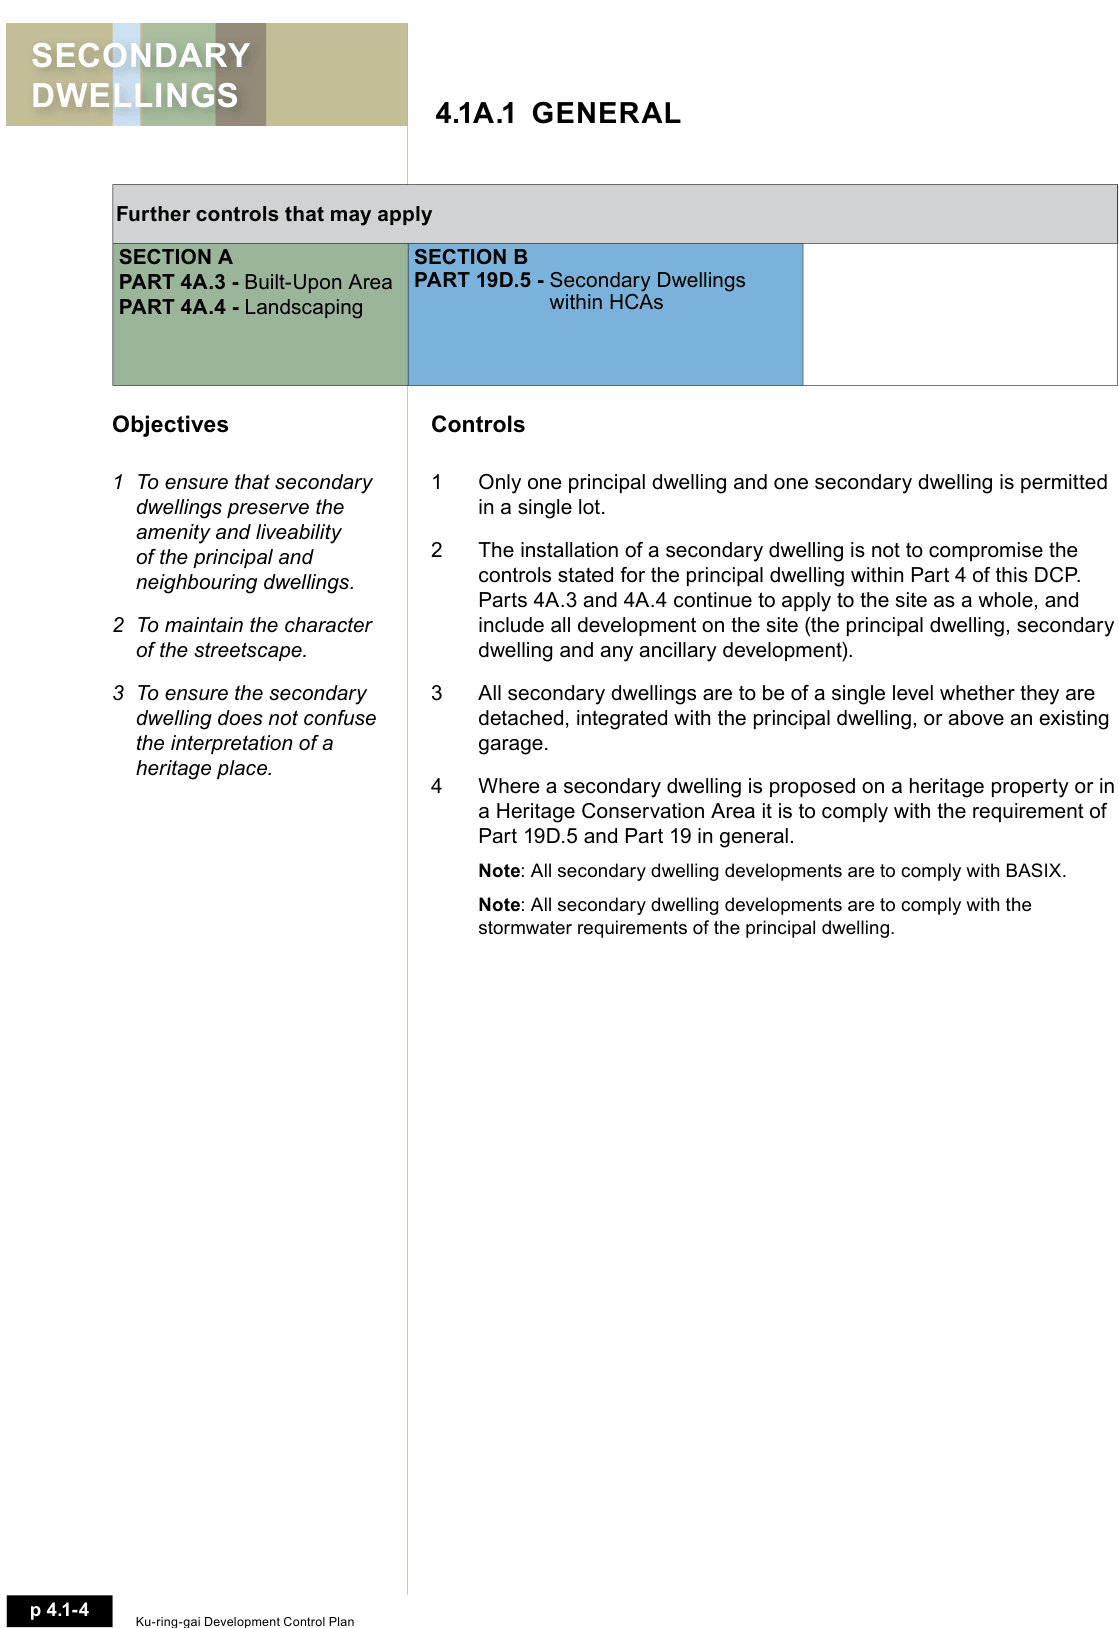 SECONDARY
DWELLINGS
4.1A.1 GENERAL
Further controls that may apply
SECTION A
PART 4A.3 - Built-Upon Area
PART 4A.4 - Landscaping
SECTION B
PART 19D.5 - Secondary Dwellings
within HCAs
Objectives
1 To ensure that secondary
dwellings preserve the
amenity and liveability
of the principal and
neighbouring dwellings.
2 To maintain the character
of the streetscape.
3 To ensure the secondary
dwelling does not confuse
the interpretation of a
heritage place.
Controls
1 Only one principal dwelling and one secondary dwelling is permitted
in a single lot.
2 The installation of a secondary dwelling is not to compromise the
controls stated for the principal dwelling within Part 4 of this DCP.
Parts 4A.3 and 4A.4 continue to apply to the site as a whole, and
include all development on the site (the principal dwelling, secondary
dwelling and any ancillary development).
3 All secondary dwellings are to be of a single level whether they are
detached, integrated with the principal dwelling, or above an existing
garage.
4 Where a secondary dwelling is proposed on a heritage property or in
a Heritage Conservation Area it is to comply with the requirement of
Part 19D.5 and Part 19 in general.
Note: All secondary dwelling developments are to comply with BASIX.
Note: All secondary dwelling developments are to comply with the
stormwater requirements of the principal dwelling.
p 4.1-4
Ku-ring-gai Development Control Plan